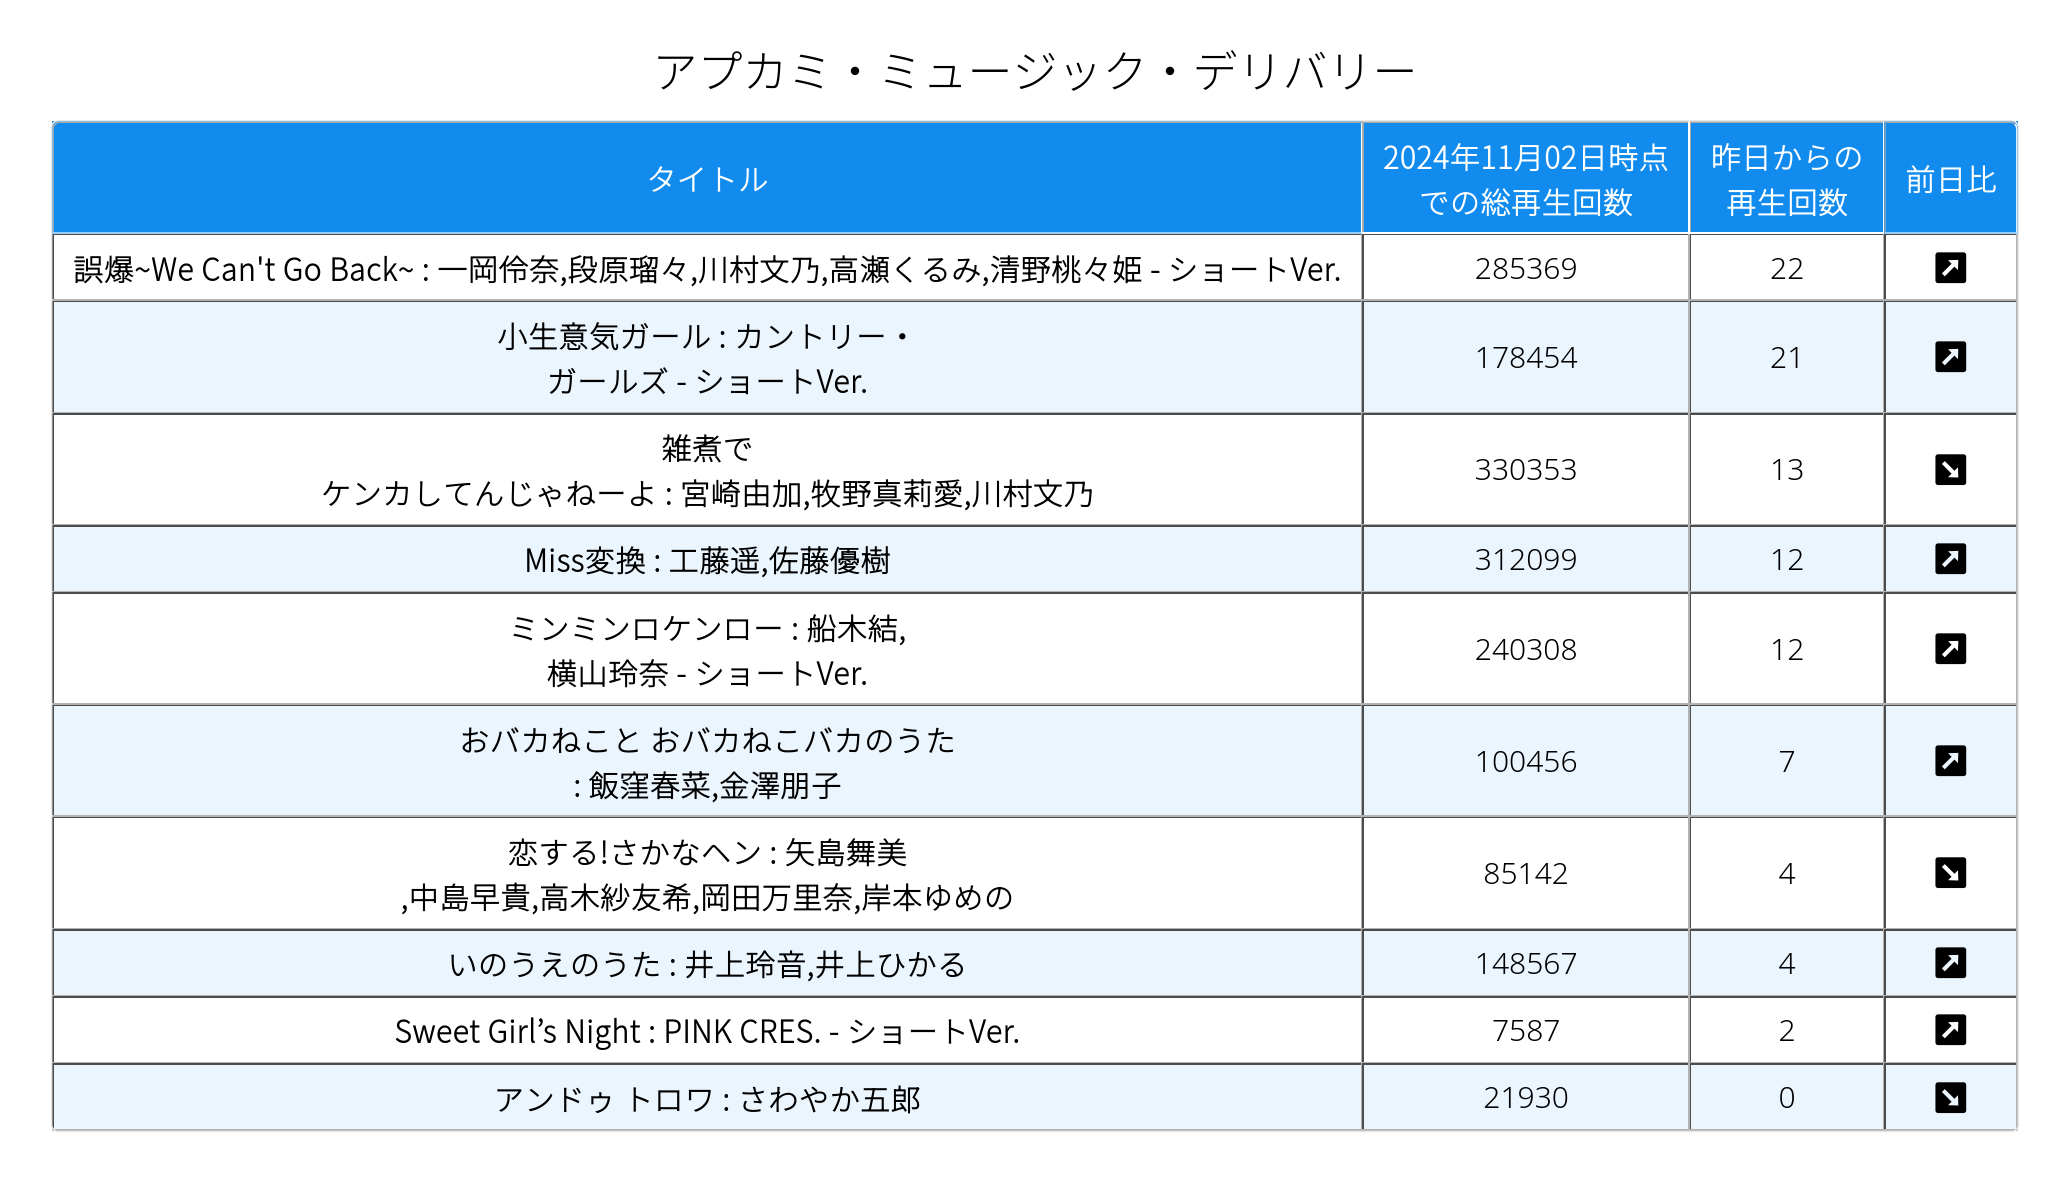 アプカミ・ミュージック・デリバリー
タイトル
2024年11月02日時点
での総再生回数
昨日からの
再生回数
前日比
誤爆~We Can't Go Back~ : 一岡伶奈,段原瑠々,川村文乃,高瀬くるみ,清野桃々姫 - ショートVer.
285369
22
↗
小生意気ガール : カントリー・
ガールズ - ショートVer.
178454
21
↗
雑煮で
ケンカしてんじゃねーよ : 宮崎由加,牧野真莉愛,川村文乃
330353
13
↘
Miss変換 : 工藤遥,佐藤優樹
312099
12
↗
ミンミンロケンロー : 船木結,
横山玲奈 - ショートVer.
240308
12
↗
おバカねこと おバカねこバカのうた
: 飯窪春菜,金澤朋子
100456
7
↗
恋する!さかなヘン : 矢島舞美
,中島早貴,高木紗友希,岡田万里奈,岸本ゆめの
85142
4
↘
いのうえのうた : 井上玲音,井上ひかる
148567
4
↗
Sweet Girl’s Night : PINK CRES. - ショートVer.
7587
2
↗
アンドゥ トロワ : さわやか五郎
21930
0
↘